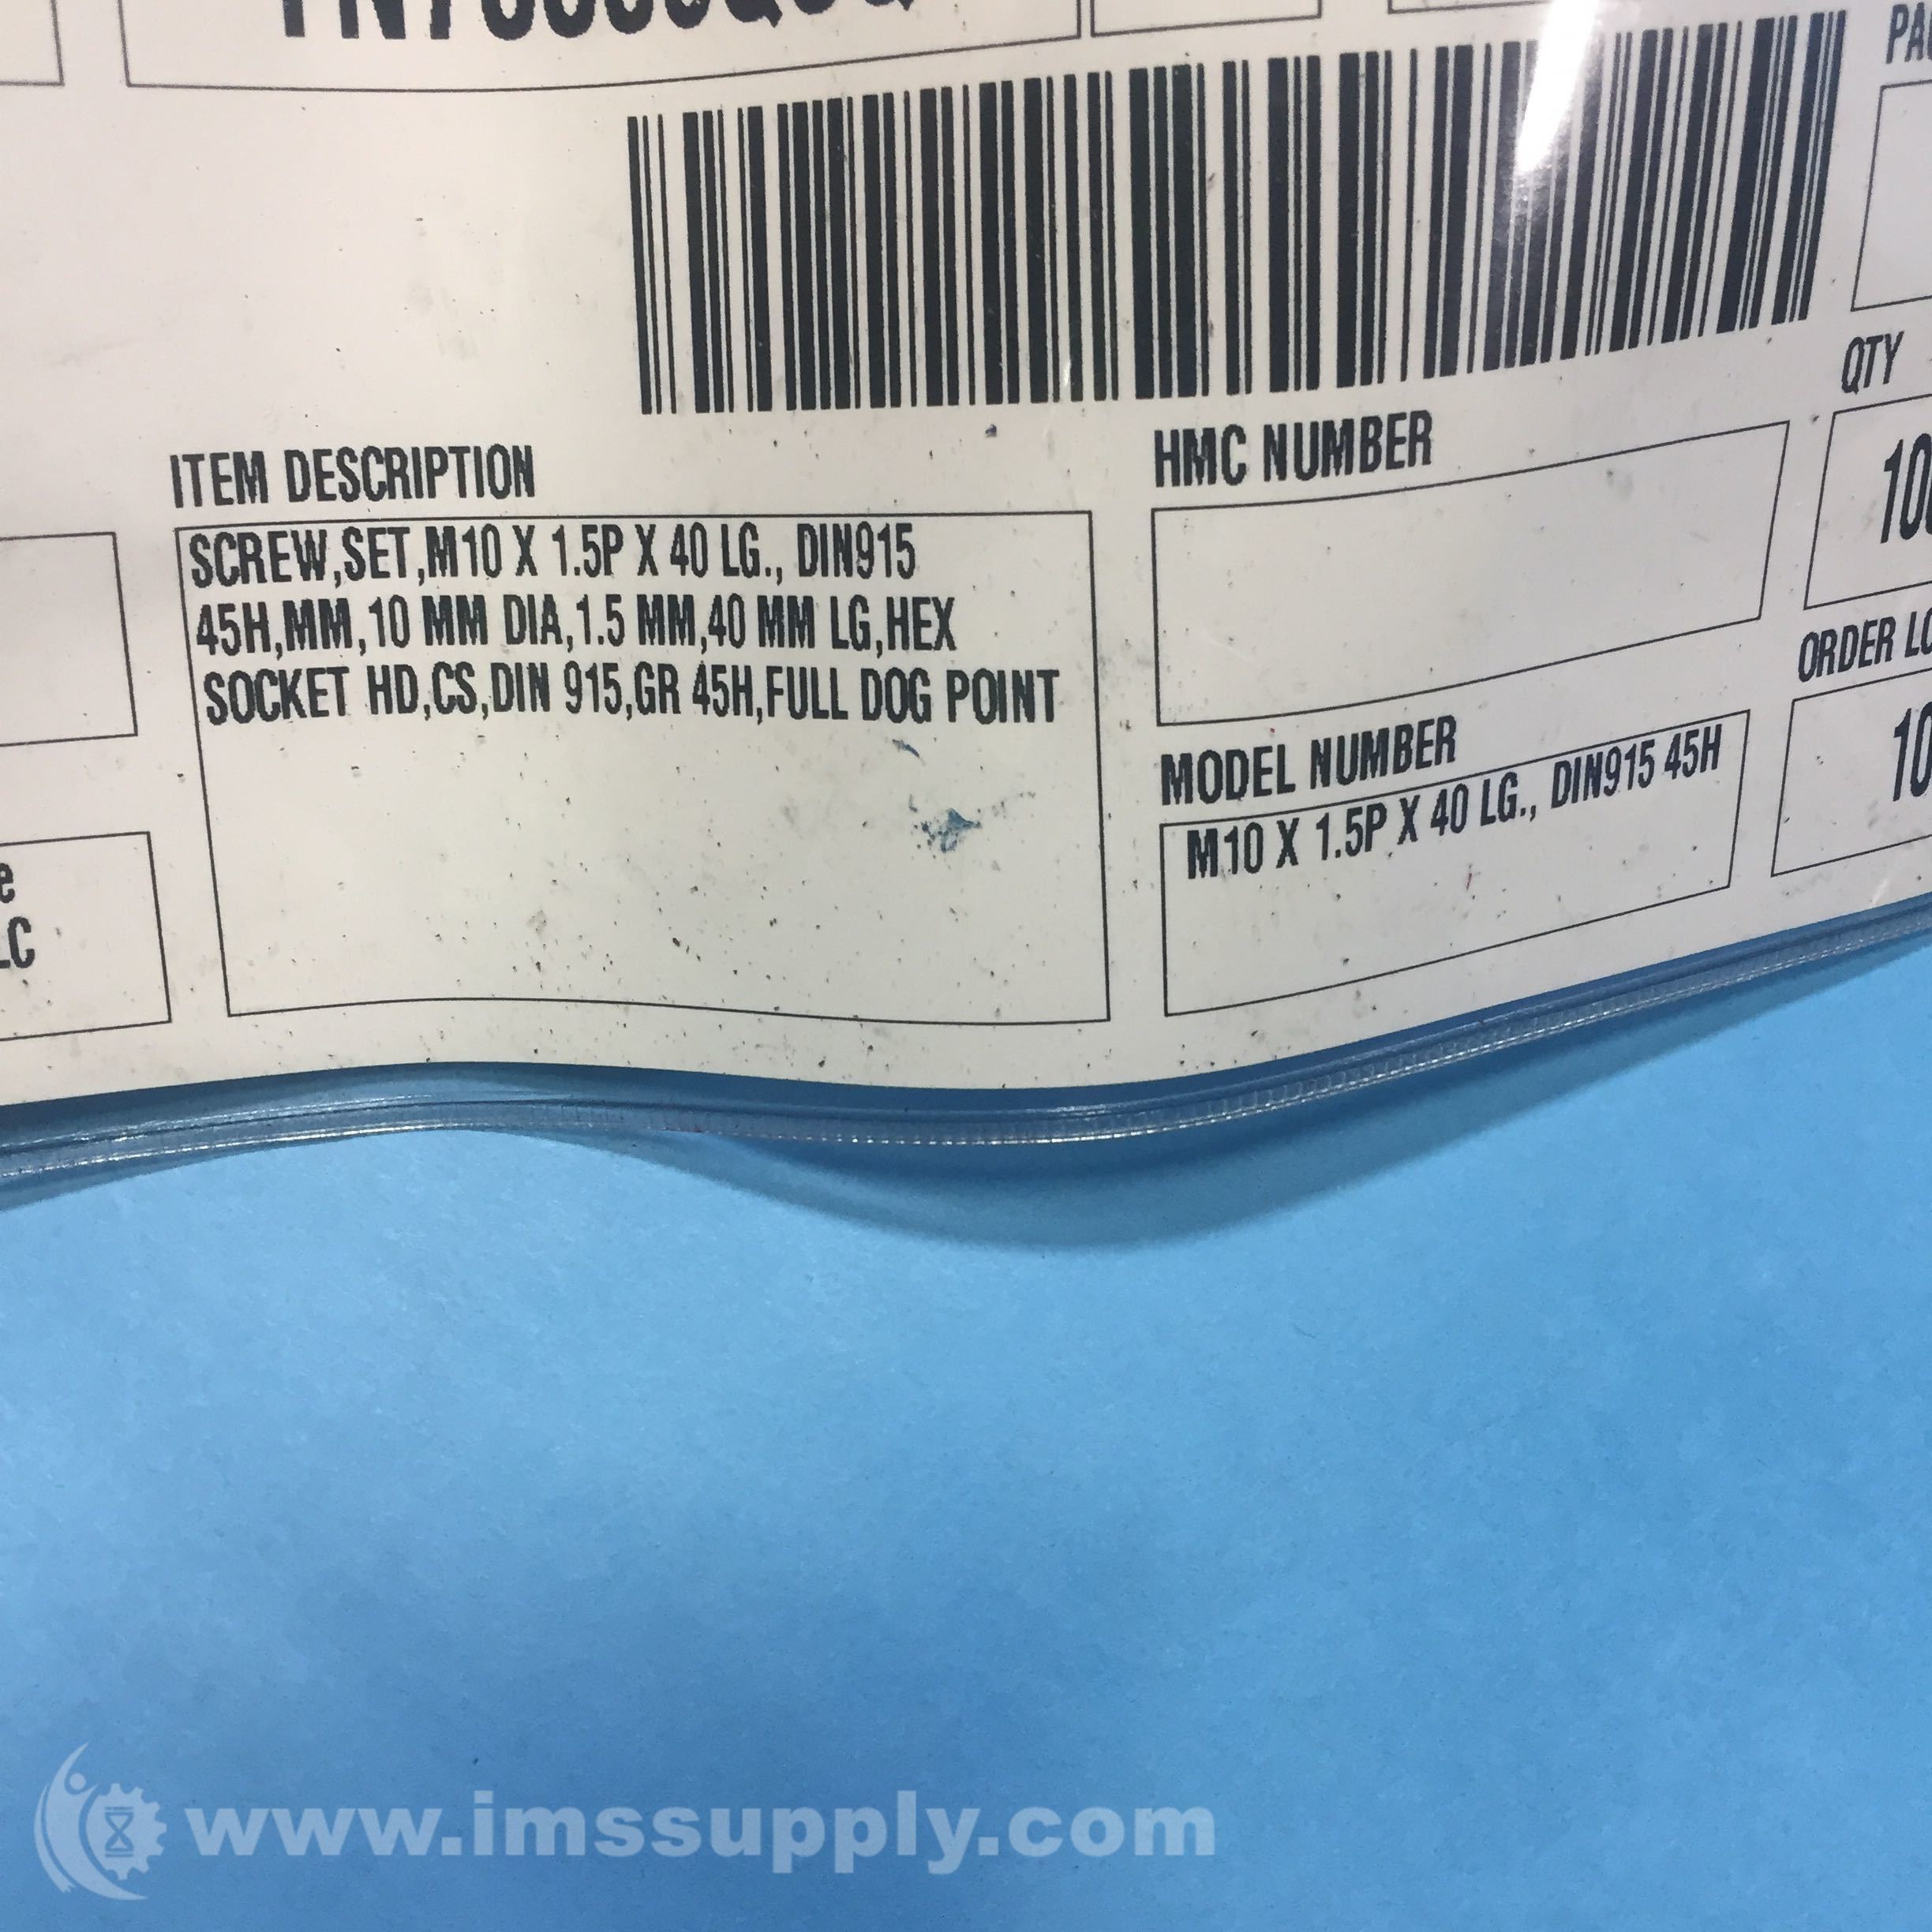 ITEM DESCRIPTION
SCREW,SET,M10 X 1.5P X 40 LG., DIN915
45H,MM,10 MM DIA,1.5 MM,40 MM LG,HEX
SOCKET HD,CS,DIN 915,GR 45H,FULL DOG POINT
HMC NUMBER
MODEL NUMBER
M10 X 1.5P X 40 LG., DIN915 45H
QTY
ORDER
www.imssupply.com